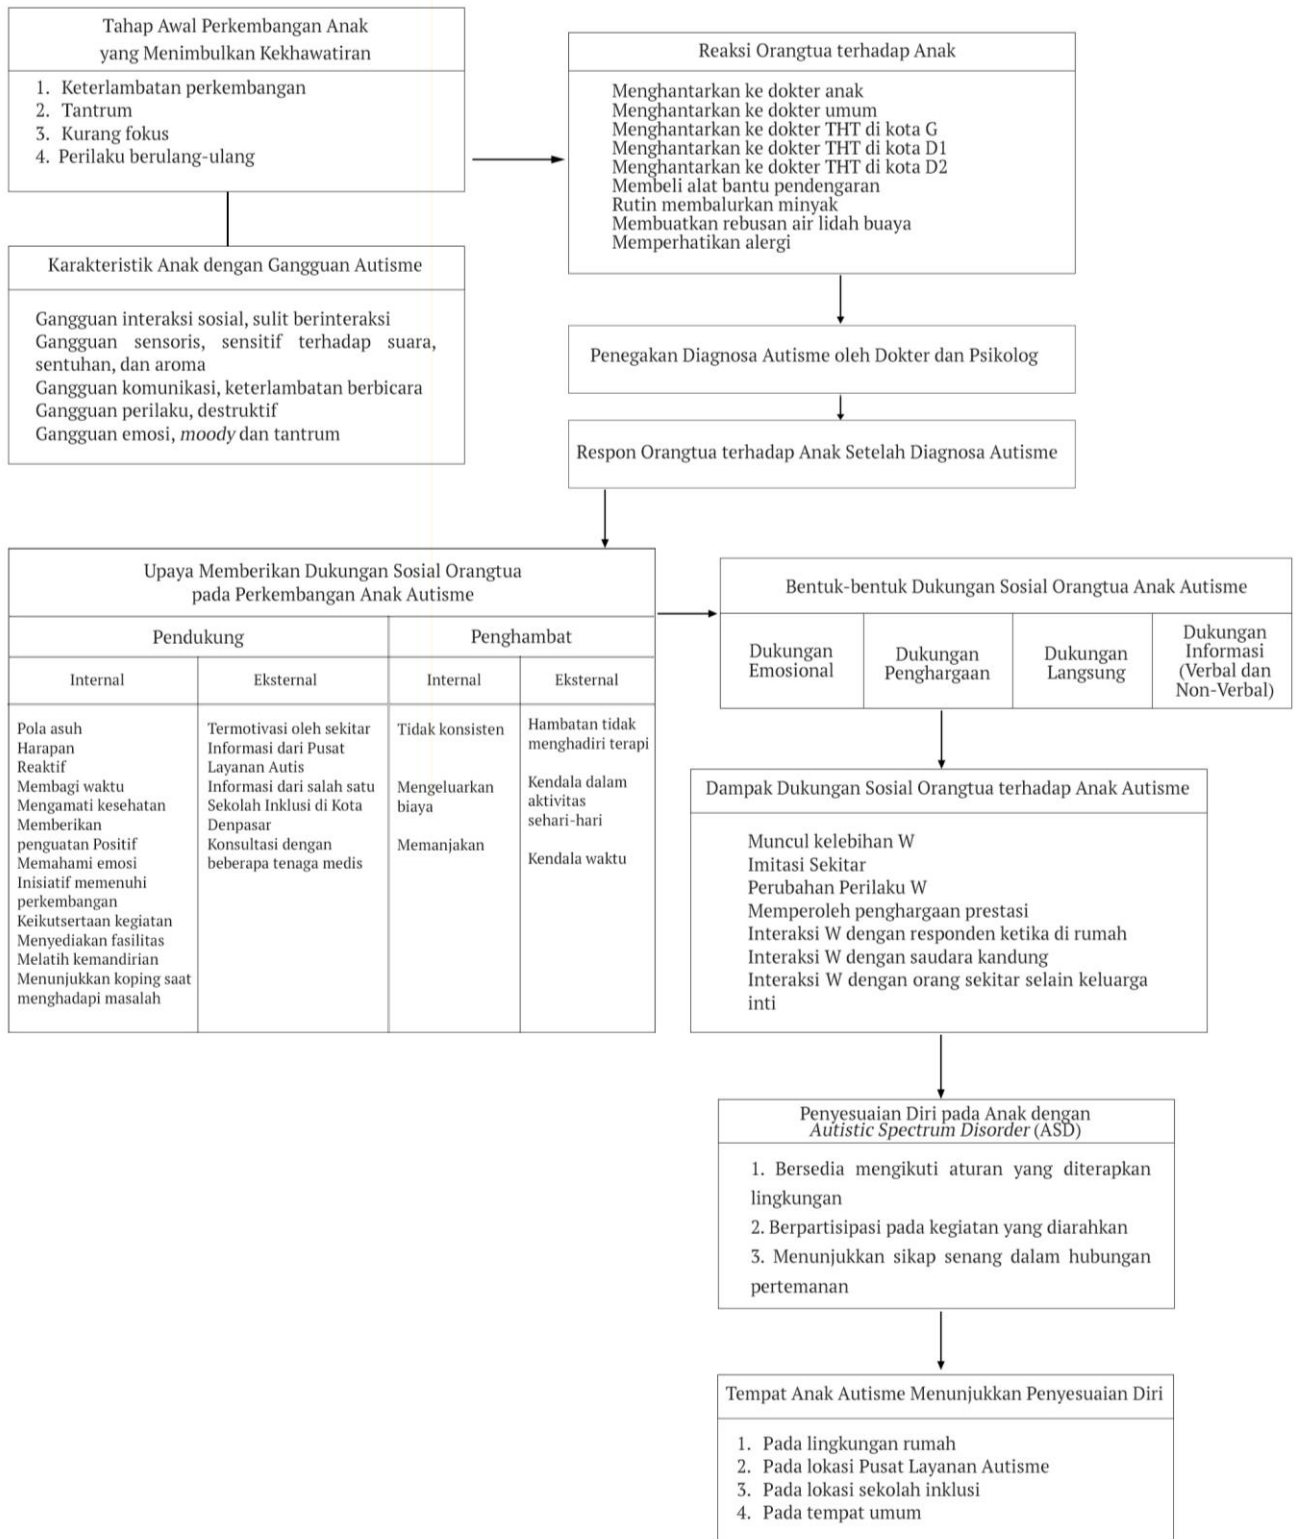 Tahap Awal Perkembangan Anak
yang Menimbulkan Kekhawatiran
1. Keterlambatan perkembangan
2. Tantrum
3. Kurang fokus
4. Perilaku berulang-ulang
Reaksi Orangtua terhadap Anak
Menghantarkan ke dokter anak
Menghantarkan ke dokter umum
Menghantarkan ke dokter THT di kota G
Menghantarkan ke dokter THT di kota D1
Menghantarkan ke dokter THT di kota D2
Membeli alat bantu pendengaran
Rutin membalurkan minyak
Membuatkan rebusan air lidah buaya
Memperhatikan alergi
Karakteristik Anak dengan Gangguan Autisme
Gangguan interaksi sosial, sulit berinteraksi
Gangguan sensoris, sensitif terhadap suara,
sentuhan, dan aroma
Gangguan komunikasi, keterlambatan berbicara
Gangguan perilaku, destruktif
Gangguan emosi, moody dan tantrum
Penegakan Diagnosa Autisme oleh Dokter dan Psikolog
Respon Orangtua terhadap Anak Setelah Diagnosa Autisme
Upaya Memberikan Dukungan Sosial Orangtua
pada Perkembangan Anak Autisme
Pendukung
Penghambat
Internal
Eksternal
Internal
Eksternal
Pola asuh
Harapan
Reaktif
Membagi waktu
Mengamati kesehatan
Memberikan
penguatan Positif
Memahami emosi
Inisiatif memenuhi
perkembangan
Keikutsertaan kegiatan
Menyediakan fasilitas
Melatih kemandirian
Menunjukkan koping saat
menghadapi masalah
Termotivasi oleh sekitar
Informasi dari Pusat
Layanan Autis
Informasi dari salah satu
Sekolah Inklusi di Kota
Denpasar
Konsultasi dengan
beberapa tenaga medis
Tidak konsisten
Mengeluarkan
biaya
Memanjakan
Hambatan tidak
menghadiri terapi
Kendala dalam
aktivitas
sehari-hari
Kendala waktu
Bentuk-bentuk Dukungan Sosial Orangtua Anak Autisme
Dukungan
Emosional
Dukungan
Penghargaan
Dukungan
Langsung
Dukungan
Informasi
(Verbal dan
Non-Verbal)
Dampak Dukungan Sosial Orangtua terhadap Anak Autisme
Muncul kelebihan W
Imitasi Sekitar
Perubahan Perilaku W
Memperoleh penghargaan prestasi
Interaksi W dengan responden ketika di rumah
Interaksi W dengan saudara kandung
Interaksi W dengan orang sekitar selain keluarga
inti
Penyesuaian Diri pada Anak dengan
Autistic Spectrum Disorder (ASD)
1. Bersedia mengikuti aturan yang diterapkan
lingkungan
2. Berpartisipasi pada kegiatan yang diarahkan
3. Menunjukkan sikap senang dalam hubungan
pertemanan
Tempat Anak Autisme Menunjukkan Penyesuaian Diri
1. Pada lingkungan rumah
2. Pada lokasi Pusat Layanan Autisme
3. Pada lokasi sekolah inklusi
4. Pada tempat umum